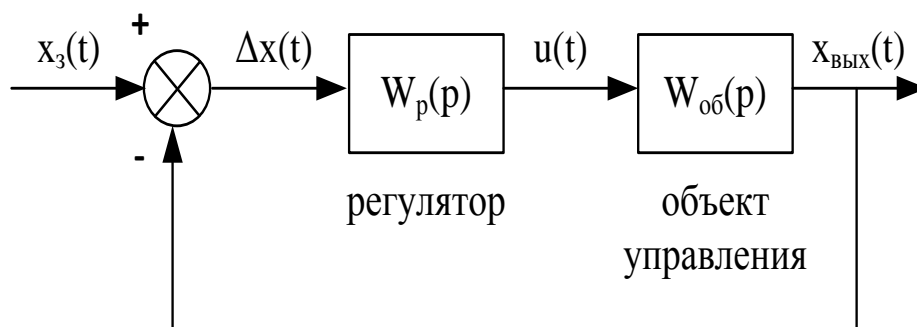 +
xз(t)
Δx(t)
Wр(p)
u(t)
Wоб(p)
xвых(t)
-
регулятор
объект
управления